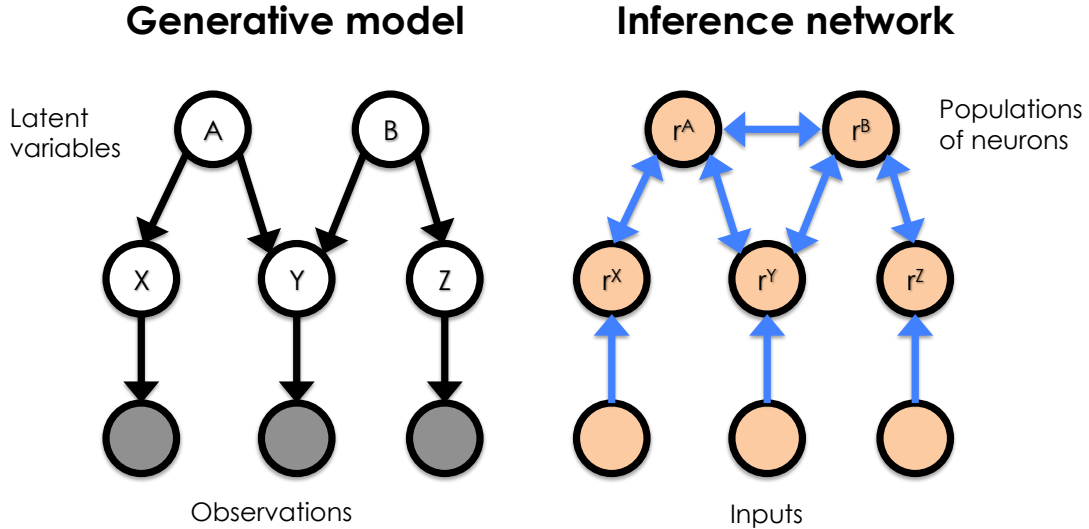 Generative model
Inference network
Latent
variables
A
B
X
Y
Z
Observations
r^A
r^B
Populations
of neurons
r^X
r^Y
r^Z
Inputs